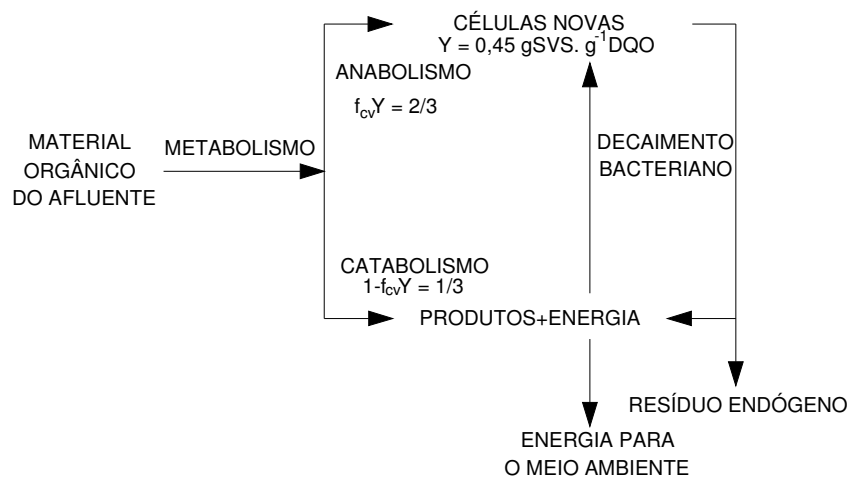 CÉLULAS NOVAS
Y = 0,45 gSVS. g⁻¹DQO
ANABOLISMO
f_cvY = 2/3
MATERIAL
ORGÂNICO
DO AFLUENTE
METABOLISMO
DECAIMENTO
BACTERIANO
CATABOLISMO
1-f_cvY = 1/3
PRODUTOS+ENERGIA
RESÍDUO ENDÓGENO
ENERGIA PARA
O MEIO AMBIENTE